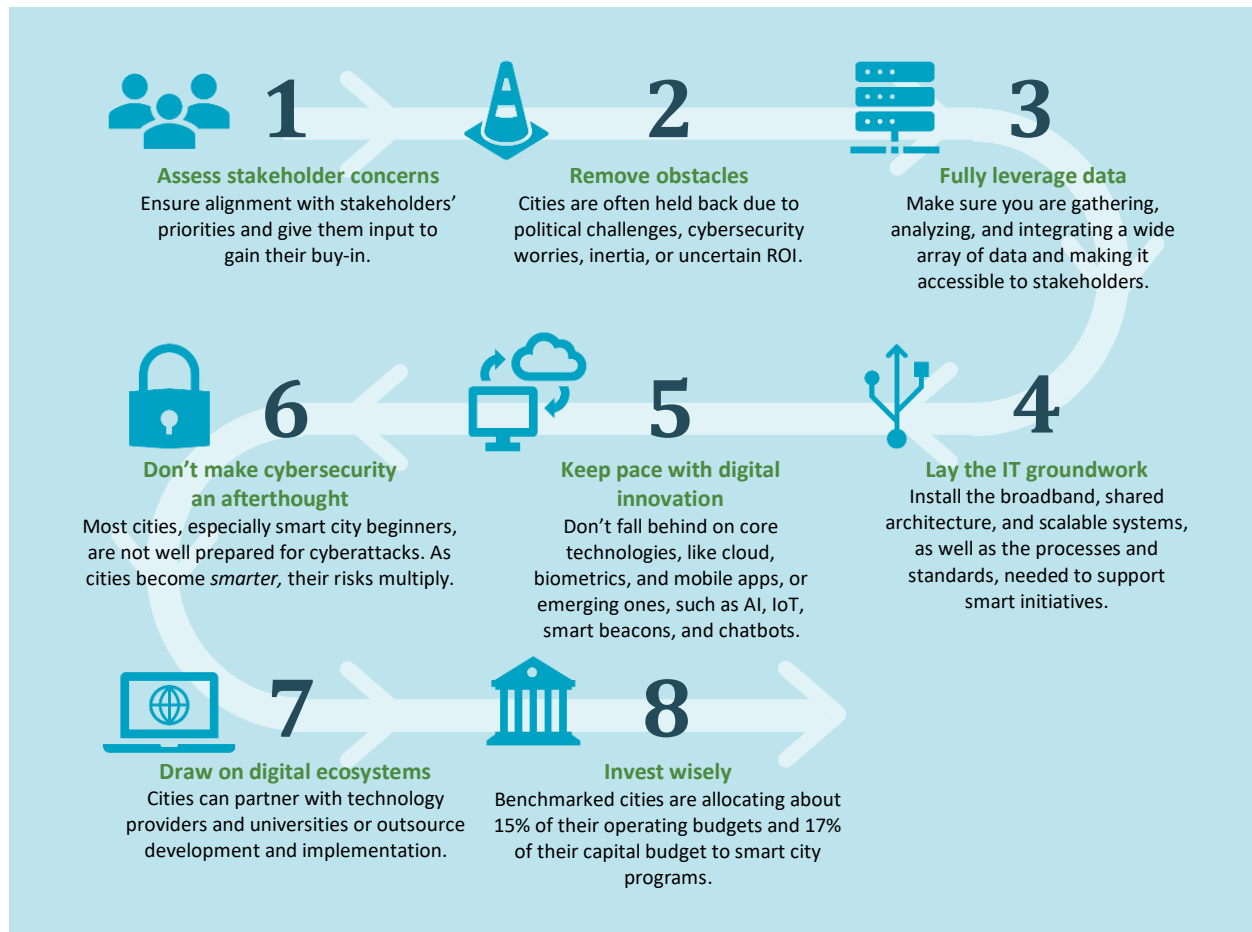 1
Assess stakeholder concerns
Ensure alignment with stakeholders’
priorities and give them input to
gain their buy-in.
2
Remove obstacles
Cities are often held back due to
political challenges, cybersecurity
worries, inertia, or uncertain ROI.
3
Fully leverage data
Make sure you are gathering,
analyzing, and integrating a wide
array of data and making it
accessible to stakeholders.
4
Lay the IT groundwork
Install the broadband, shared
architecture, and scalable systems,
as well as the processes and
standards, needed to support
smart initiatives.
5
Keep pace with digital
innovation
Don’t fall behind on core
technologies, like cloud,
biometrics, and mobile apps, or
emerging ones, such as AI, IoT,
smart beacons, and chatbots.
6
Don’t make cybersecurity
an afterthought
Most cities, especially smart city beginners,
are not well prepared for cyberattacks. As
cities become smarter, their risks multiply.
7
Draw on digital ecosystems
Cities can partner with technology
providers and universities or outsource
development and implementation.
8
Invest wisely
Benchmarked cities are allocating about
15% of their operating budgets and 17%
of their capital budget to smart city
programs.